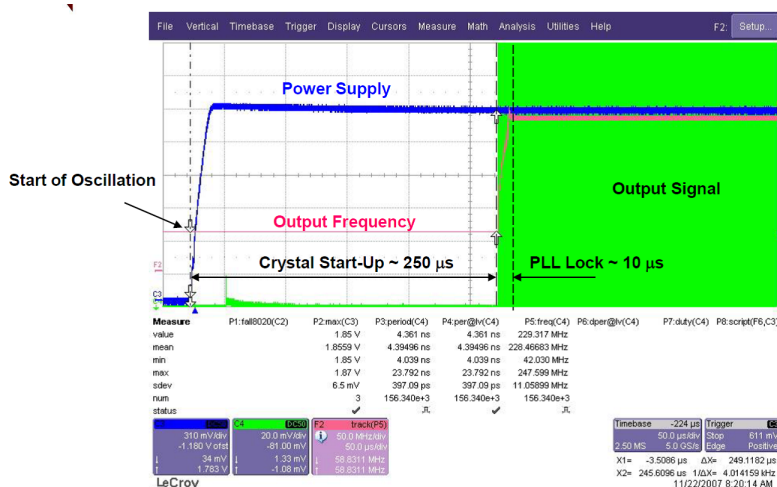 File Vertical Timebase Trigger Display Cursors Measure Math Analysis Utilities Help F2: Setup...
Power Supply
Start of Oscillation
Output Signal
Output Frequency
F2
Crystal Start-Up ~ 250 µs
PLL Lock ~ 10 µs
C3
Measure P1:fall8020(C2) P2:max(C3) P3:period(C4) P4:per@lv(C4) P5:freq(C4) P6:dper@lv(C4) P7:duty(C4) P8:script(F6,C3)
value 1.85 V 4.361 ns 4.361 ns 229.317 MHz
mean 1.8559 V 4.39496 ns 4.39496 ns 228.46683 MHz
min 1.85 V 4.039 ns 4.039 ns 42.030 MHz
max 1.87 V 23.792 ns 23.792 ns 247.599 MHz
sdev 6.5 mV 397.09 ps 397.09 ps 11.05899 MHz
num 3 156.340e+3 156.340e+3 156.340e+3
status
C4 DC50 F2 track(P5) Timebase -224 µs Trigger
310 mV/div 20.0 mV/div 50.0 MHz/div 50.0 µs/div Stop 611 mV
-1.180 V ofst -61.00 mV 50.0 µs/div 2.50 MS 5.0 GS/s Edge Positive
34 mV 1.33 mV 58.8311 MHz X1= -3.5086 µs ΔX= 249.1182 µs
1.783 V -1.08 mV 58.8311 MHz X2= 245.6096 µs 1/ΔX= 4.014159 kHz
LeCroy 11/22/2007 8:20:14 AM